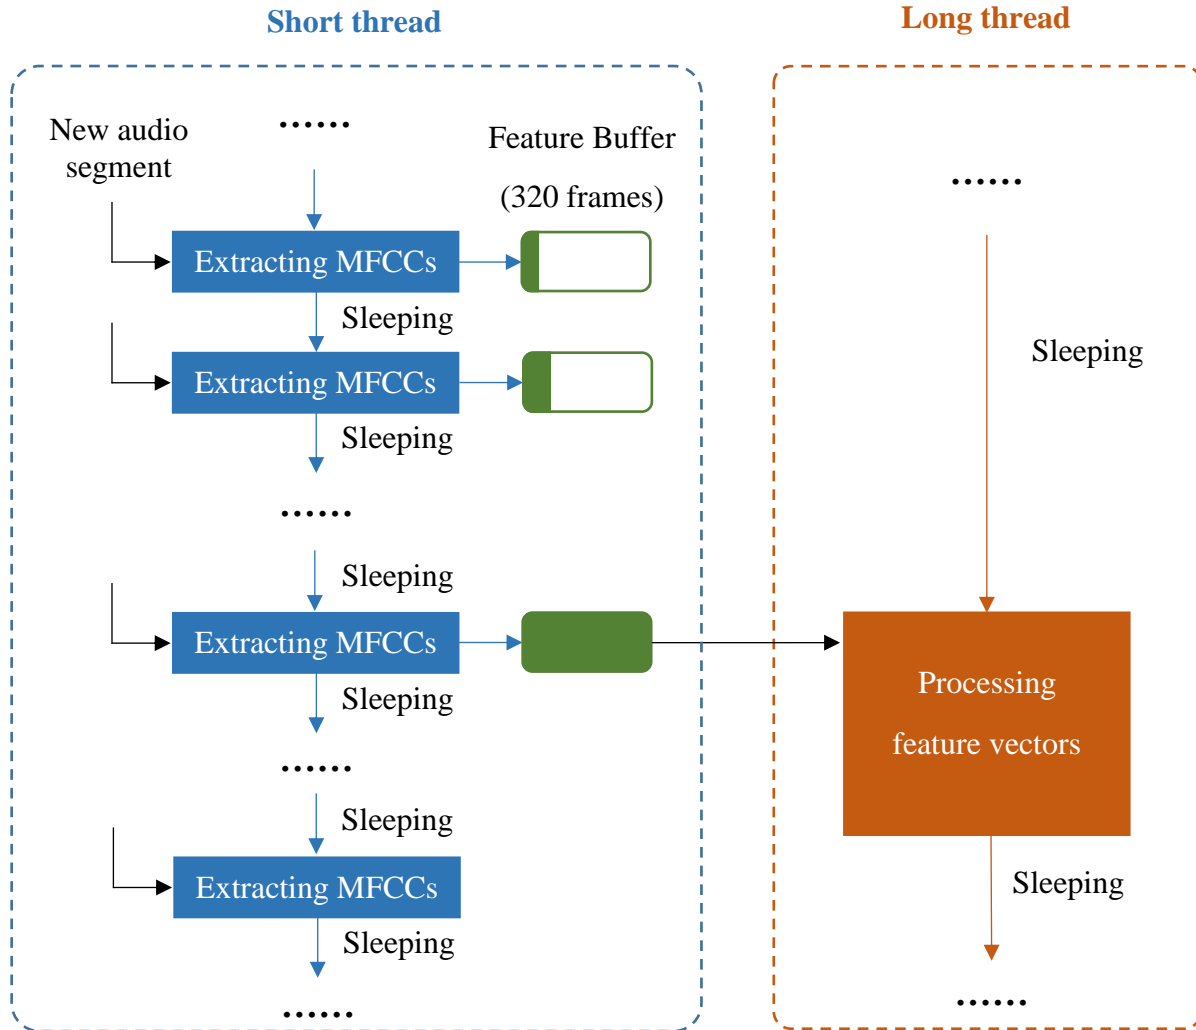 Short thread
Long thread
......
New audio
segment
Feature Buffer
(320 frames)
......
Extracting MFCCs
Sleeping
Sleeping
Extracting MFCCs
Sleeping
......
Sleeping
Extracting MFCCs
Sleeping
Processing
feature vectors
......
Sleeping
Extracting MFCCs
Sleeping
Sleeping
......
......